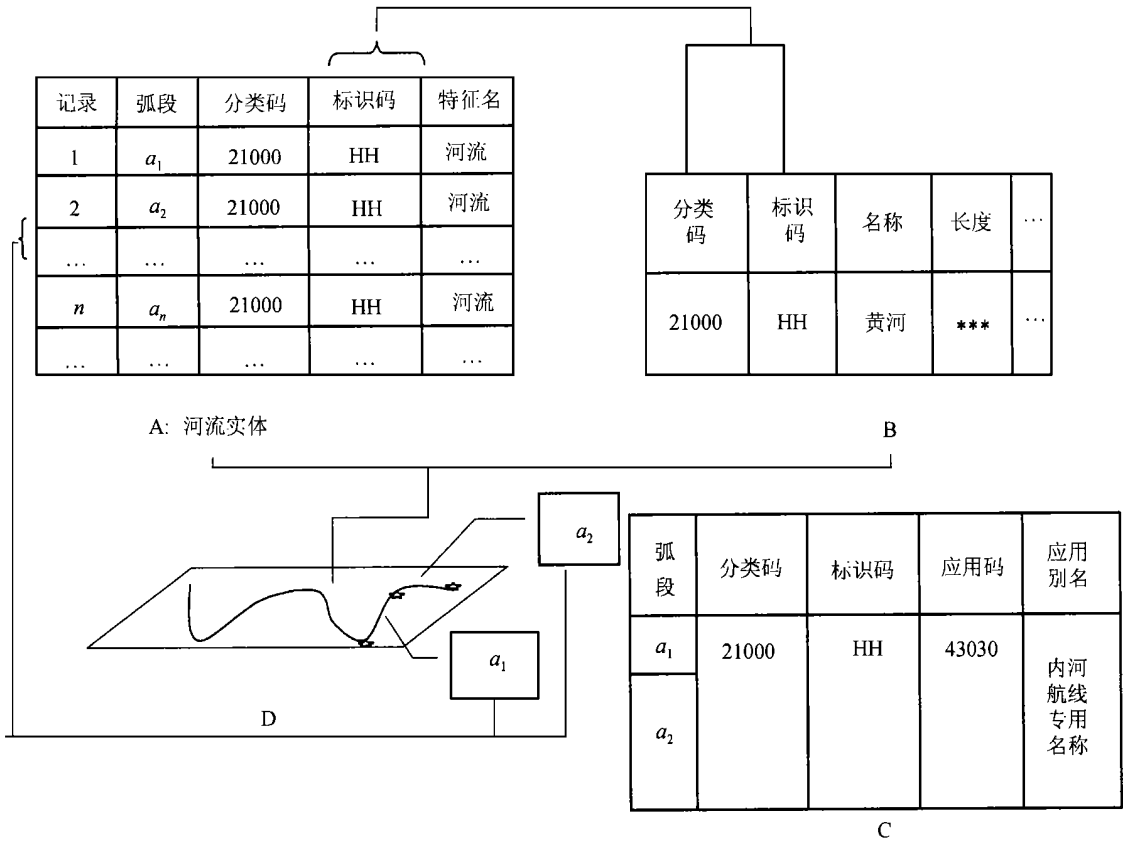 记录 弧段 分类码 标识码 特征名
1 a₁ 21000 HH 河流
2 a₂ 21000 HH 河流
… … … … …
n aₙ 21000 HH 河流
… … … … …
A: 河流实体
分类码 标识码 名称 长度 …
21000 HH 黄河 *** …
B
a₂
a₁
D
弧段 分类码 标识码 应用码 应用别名
a₁ 21000 HH 43030 内河航线专用名称
a₂
C